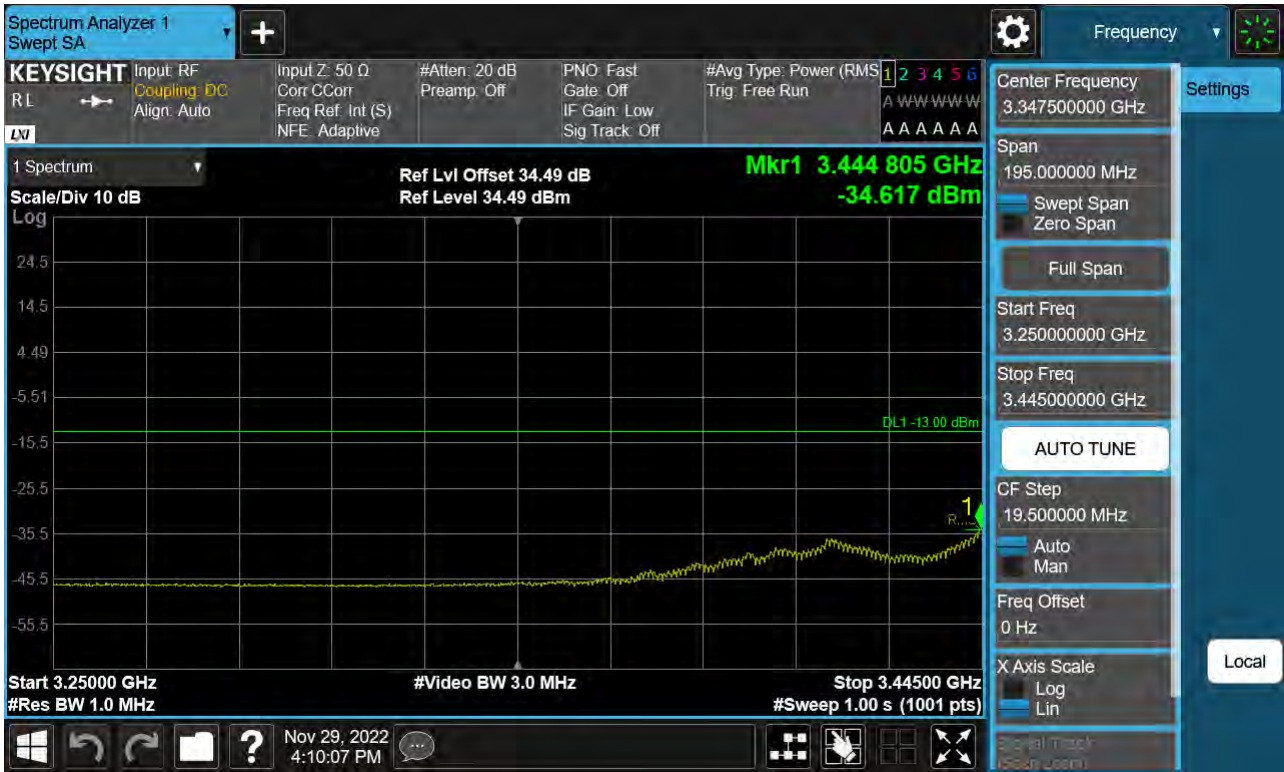 Spectrum Analyzer 1
Swept SA
Frequency
KEYSIGHT
RL
LXI
Input: RF
Coupling: DC
Align: Auto
Input Z: 50 Ω
Corr CCorr
Freq Ref: Int (S)
NFE: Adaptive
#Atten: 20 dB
Preamp: Off
PNO: Fast
Gate: Off
IF Gain: Low
Sig Track: Off
#Avg Type: Power (RMS
Trig: Free Run
1 2 3 4 5 6
A W W W W W
A A A A A A
1 Spectrum
Scale/Div 10 dB
Log
Ref Lvl Offset 34.49 dB
Ref Level 34.49 dBm
Mkr1 3.444 805 GHz
-34.617 dBm
24.5
14.5
4.49
-5.51
DL1 -13.00 dBm
-15.5
-25.5
1
-35.5
-45.5
-55.5
Start 3.25000 GHz
#Video BW 3.0 MHz
Stop 3.44500 GHz
#Res BW 1.0 MHz
#Sweep 1.00 s (1001 pts)
Nov 29, 2022
4:10:07 PM
?
Center Frequency
3.347500000 GHz
Settings
Span
195.000000 MHz
Swept Span
Zero Span
Full Span
Start Freq
3.250000000 GHz
Stop Freq
3.445000000 GHz
AUTO TUNE
CF Step
19.500000 MHz
Auto
Man
Freq Offset
0 Hz
X Axis Scale
Log
Lin
Local
Signal Track
(Span Zoom)